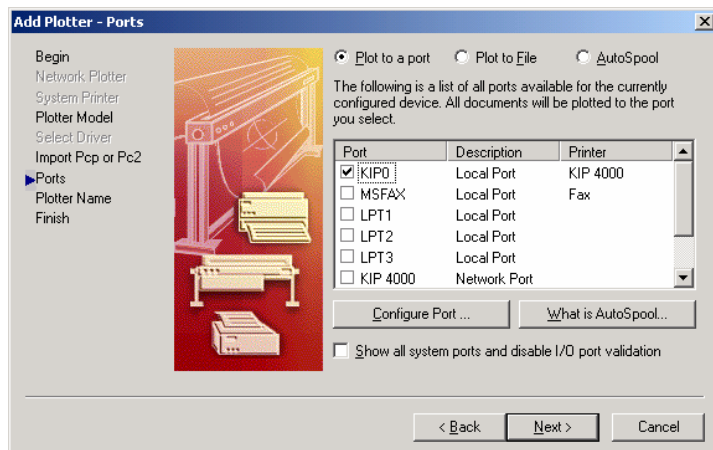 Add Plotter - Ports
Begin
Network Plotter
System Printer
Plotter Model
Select Driver
Import Pcp or Pc2
Ports
Plotter Name
Finish
Plot to a port Plot to File AutoSpool
The following is a list of all ports available for the currently
configured device. All documents will be plotted to the port
you select.
Port Description Printer
KIP0 Local Port KIP 4000
MSFAX Local Port Fax
LPT1 Local Port
LPT2 Local Port
LPT3 Local Port
KIP 4000 Network Port
Configure Port ... What is AutoSpool...
Show all system ports and disable I/O port validation
< Back Next > Cancel